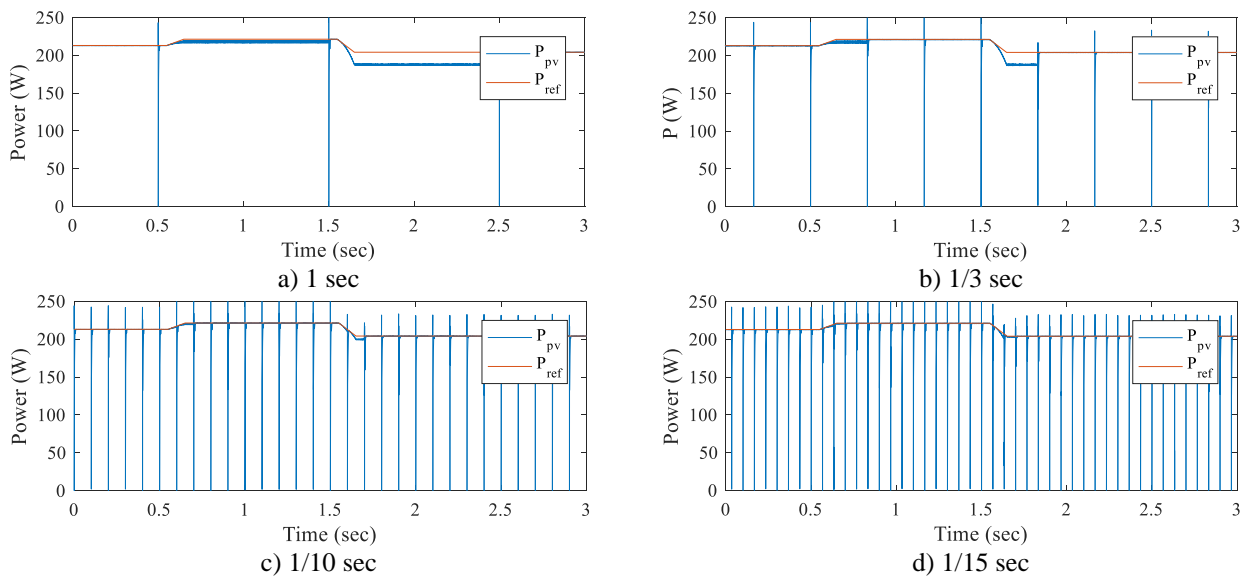 250
200
150
100
50
0
Power (W)
P_pv
P_ref
0 0.5 1 1.5 2 2.5 3
Time (sec)
a) 1 sec
250
200
150
100
50
0
P (W)
P_pv
P_ref
0 0.5 1 1.5 2 2.5 3
Time (sec)
b) 1/3 sec
250
200
150
100
50
0
Power (W)
P_pv
P_ref
0 0.5 1 1.5 2 2.5 3
Time (sec)
c) 1/10 sec
250
200
150
100
50
0
Power (W)
P_pv
P_ref
0 0.5 1 1.5 2 2.5 3
Time (sec)
d) 1/15 sec